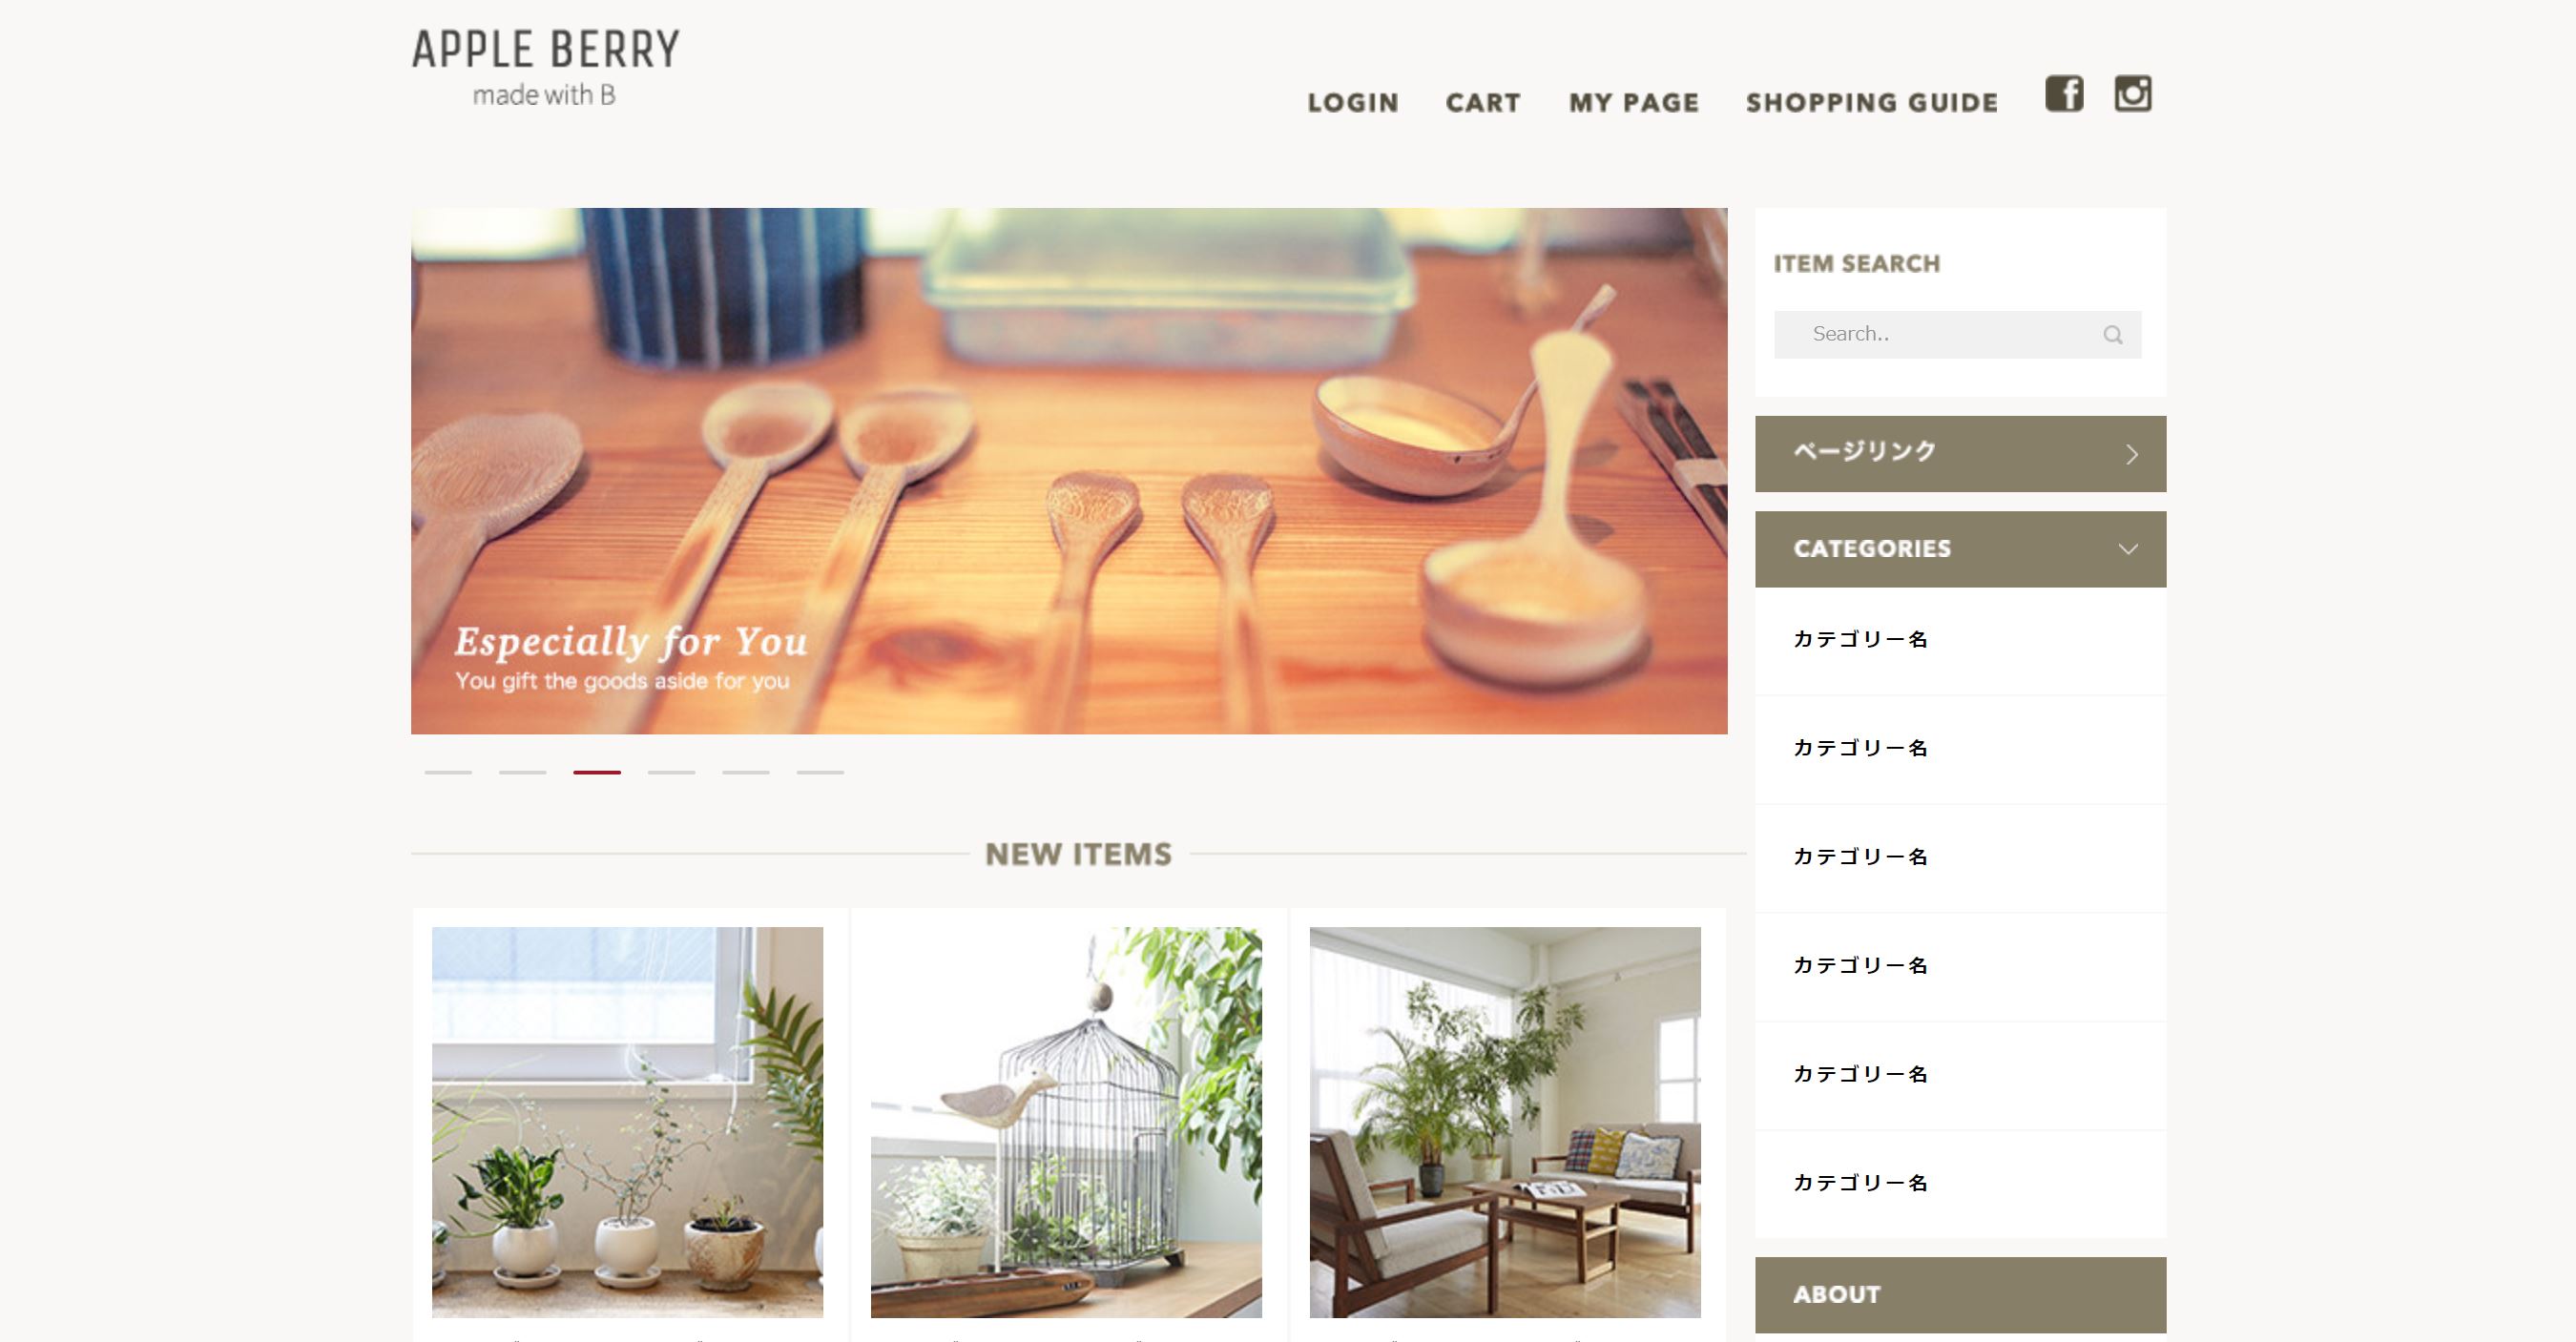 APPLE BERRY
made with B
LOGIN CART MY PAGE SHOPPING GUIDE
Especially for You
You gift the goods aside for you
NEW ITEMS
ITEM SEARCH
Search..
ページリンク
CATEGORIES
カテゴリー名
カテゴリー名
カテゴリー名
カテゴリー名
カテゴリー名
カテゴリー名
ABOUT